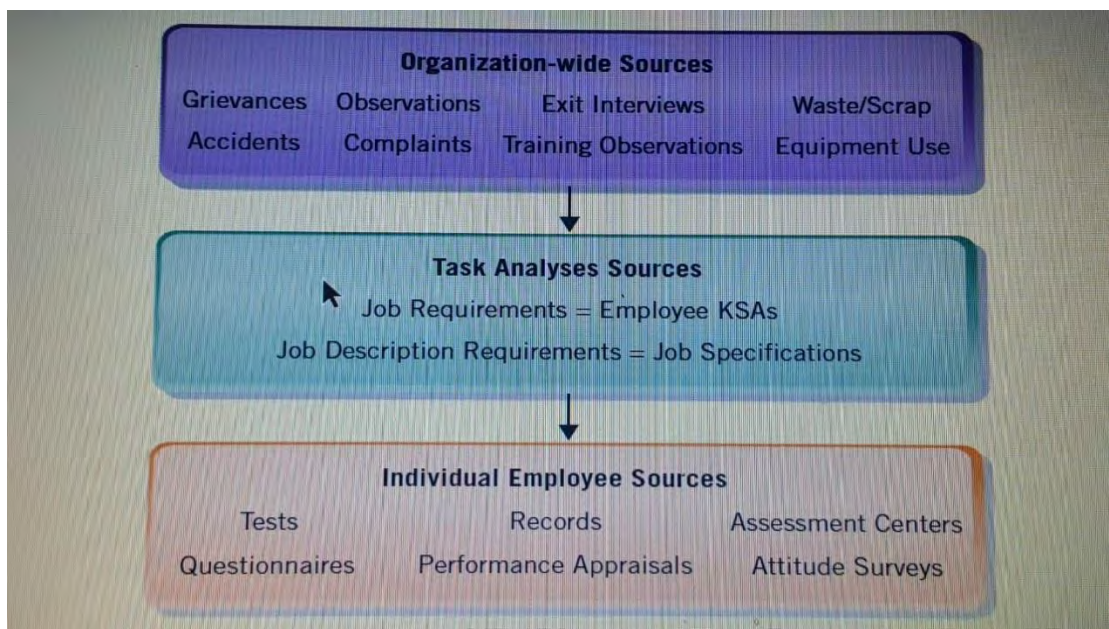 Organization-wide Sources
Grievances Observations Exit Interviews Waste/Scrap
Accidents Complaints Training Observations Equipment Use
Task Analyses Sources
Job Requirements = Employee KSAs
Job Description Requirements = Job Specifications
Individual Employee Sources
Tests Records Assessment Centers
Questionnaires Performance Appraisals Attitude Surveys